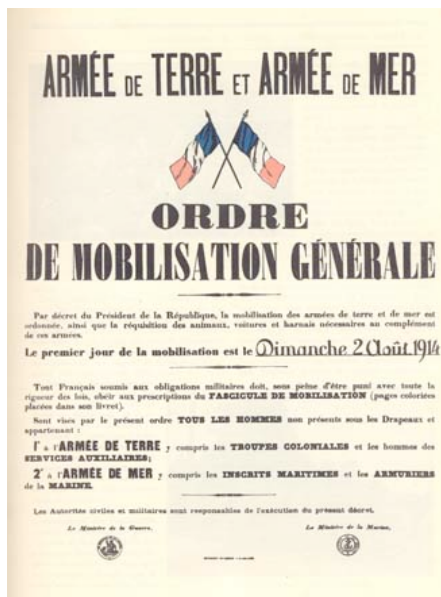 ARMÉE DE TERRE ET ARMÉE DE MER
ORDRE
DE MOBILISATION GÉNÉRALE
Par décret du Président de la République, la mobilisation des armées de terre et de mer est
ordonnée, ainsi que la réquisition des animaux, voitures et harnais nécessaires au complément
de ces armées.
Le premier jour de la mobilisation est le Dimanche 2 Août 1914
Tout Français soumis aux obligations militaires doit, sous peine d'être puni avec toute la
rigueur des lois, obéir aux prescriptions du FASCICULE DE MOBILISATION (pages coloriées
placées dans son livret).
Sont visés par le présent ordre TOUS LES HOMMES non présents sous les Drapeaux et
appartenant :
1° à l'ARMÉE DE TERRE y compris les TROUPES COLONIALES et les hommes des
SERVICES AUXILIAIRES;
2° à l'ARMÉE DE MER y compris les INSCRITS MARITIMES et les ARMURIERS
de la MARINE.
Les Autorités civiles et militaires sont responsables de l'exécution du présent décret.
Le Ministre de la Guerre,
Le Ministre de la Marine,